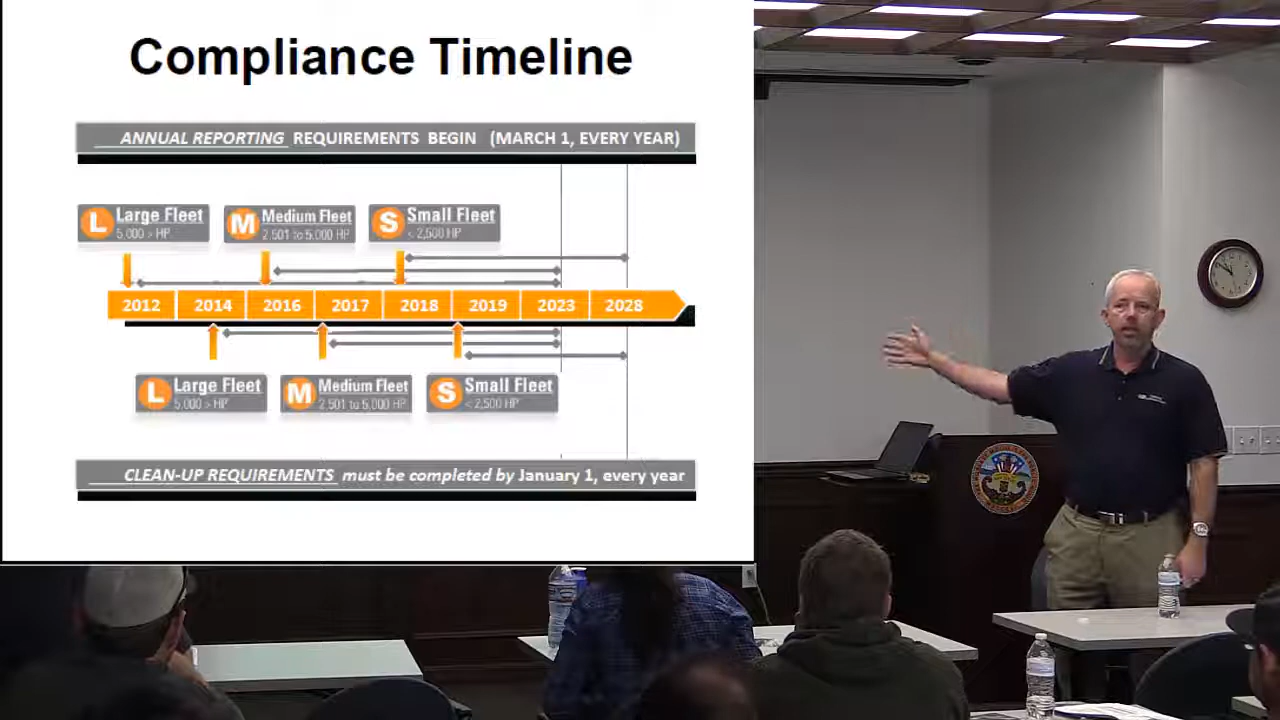 Compliance Timeline
ANNUAL REPORTING REQUIREMENTS BEGIN (MARCH 1, EVERY YEAR)
L Large Fleet
5,000 > HP
M Medium Fleet
2,501 to 5,000 HP
S Small Fleet
< 2,500 HP
2012 2014 2016 2017 2018 2019 2023 2028
L Large Fleet
5,000 > HP
M Medium Fleet
2,501 to 5,000 HP
S Small Fleet
< 2,500 HP
CLEAN-UP REQUIREMENTS must be completed by January 1, every year